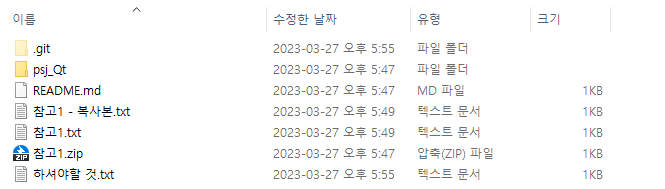 이름 수정한 날짜 유형 크기
.git 2023-03-27 오후 5:55 파일 폴더
psj_Qt 2023-03-27 오후 5:47 파일 폴더
README.md 2023-03-27 오후 5:47 MD 파일 1KB
참고1 - 복사본.txt 2023-03-27 오후 5:49 텍스트 문서 1KB
참고1.txt 2023-03-27 오후 5:49 텍스트 문서 1KB
ZIP 참고1.zip 2023-03-27 오후 5:47 압축(ZIP) 파일 1KB
하셔야할 것.txt 2023-03-27 오후 5:55 텍스트 문서 1KB